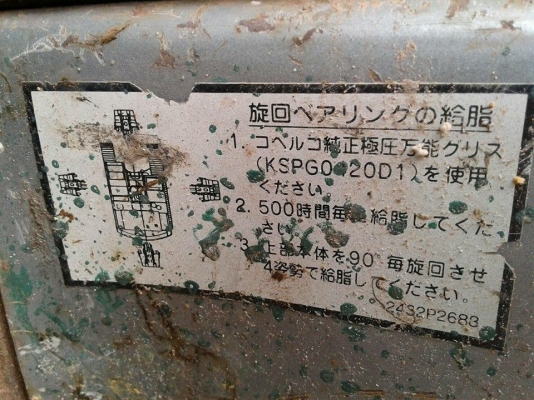 旋回ベアリングの給脂
1. コベルコ純正極圧万能グリス
(KSPG0 20D1)を使用
ください。
2. 500時間毎 給脂してくだ
さい
3. 上部本体を90 毎旋回させ
4姿勢で給脂してください。
2432P2683